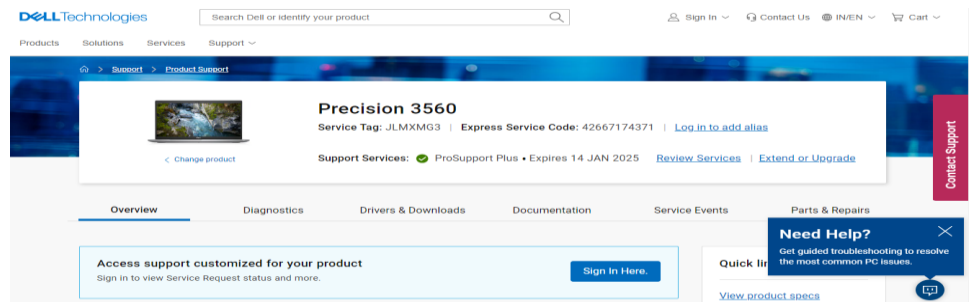 DELLTechnologies
Search Dell or identify your product
Sign In
Contact Us
IN/EN
Cart
Products Solutions Services Support
> Support > Product Support
Precision 3560
Service Tag: JLMXMG3 | Express Service Code: 42667174371 | Log in to add alias
< Change product
Support Services: ProSupport Plus • Expires 14 JAN 2025 Review Services | Extend or Upgrade
Contact Support
Overview Diagnostics Drivers & Downloads Documentation Service Events Parts & Repairs
Need Help?
Get guided troubleshooting to resolve
the most common PC issues.
Access support customized for your product
Sign in to view Service Request status and more.
Sign In Here.
Quick lin
View product specs